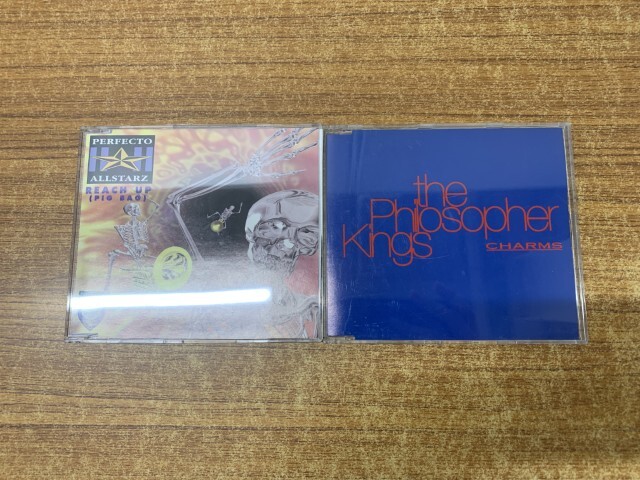 PERFECTO
ALLSTARZ
REACH UP
(PIG BAG)
the
Philosopher
Kings
CHARMS